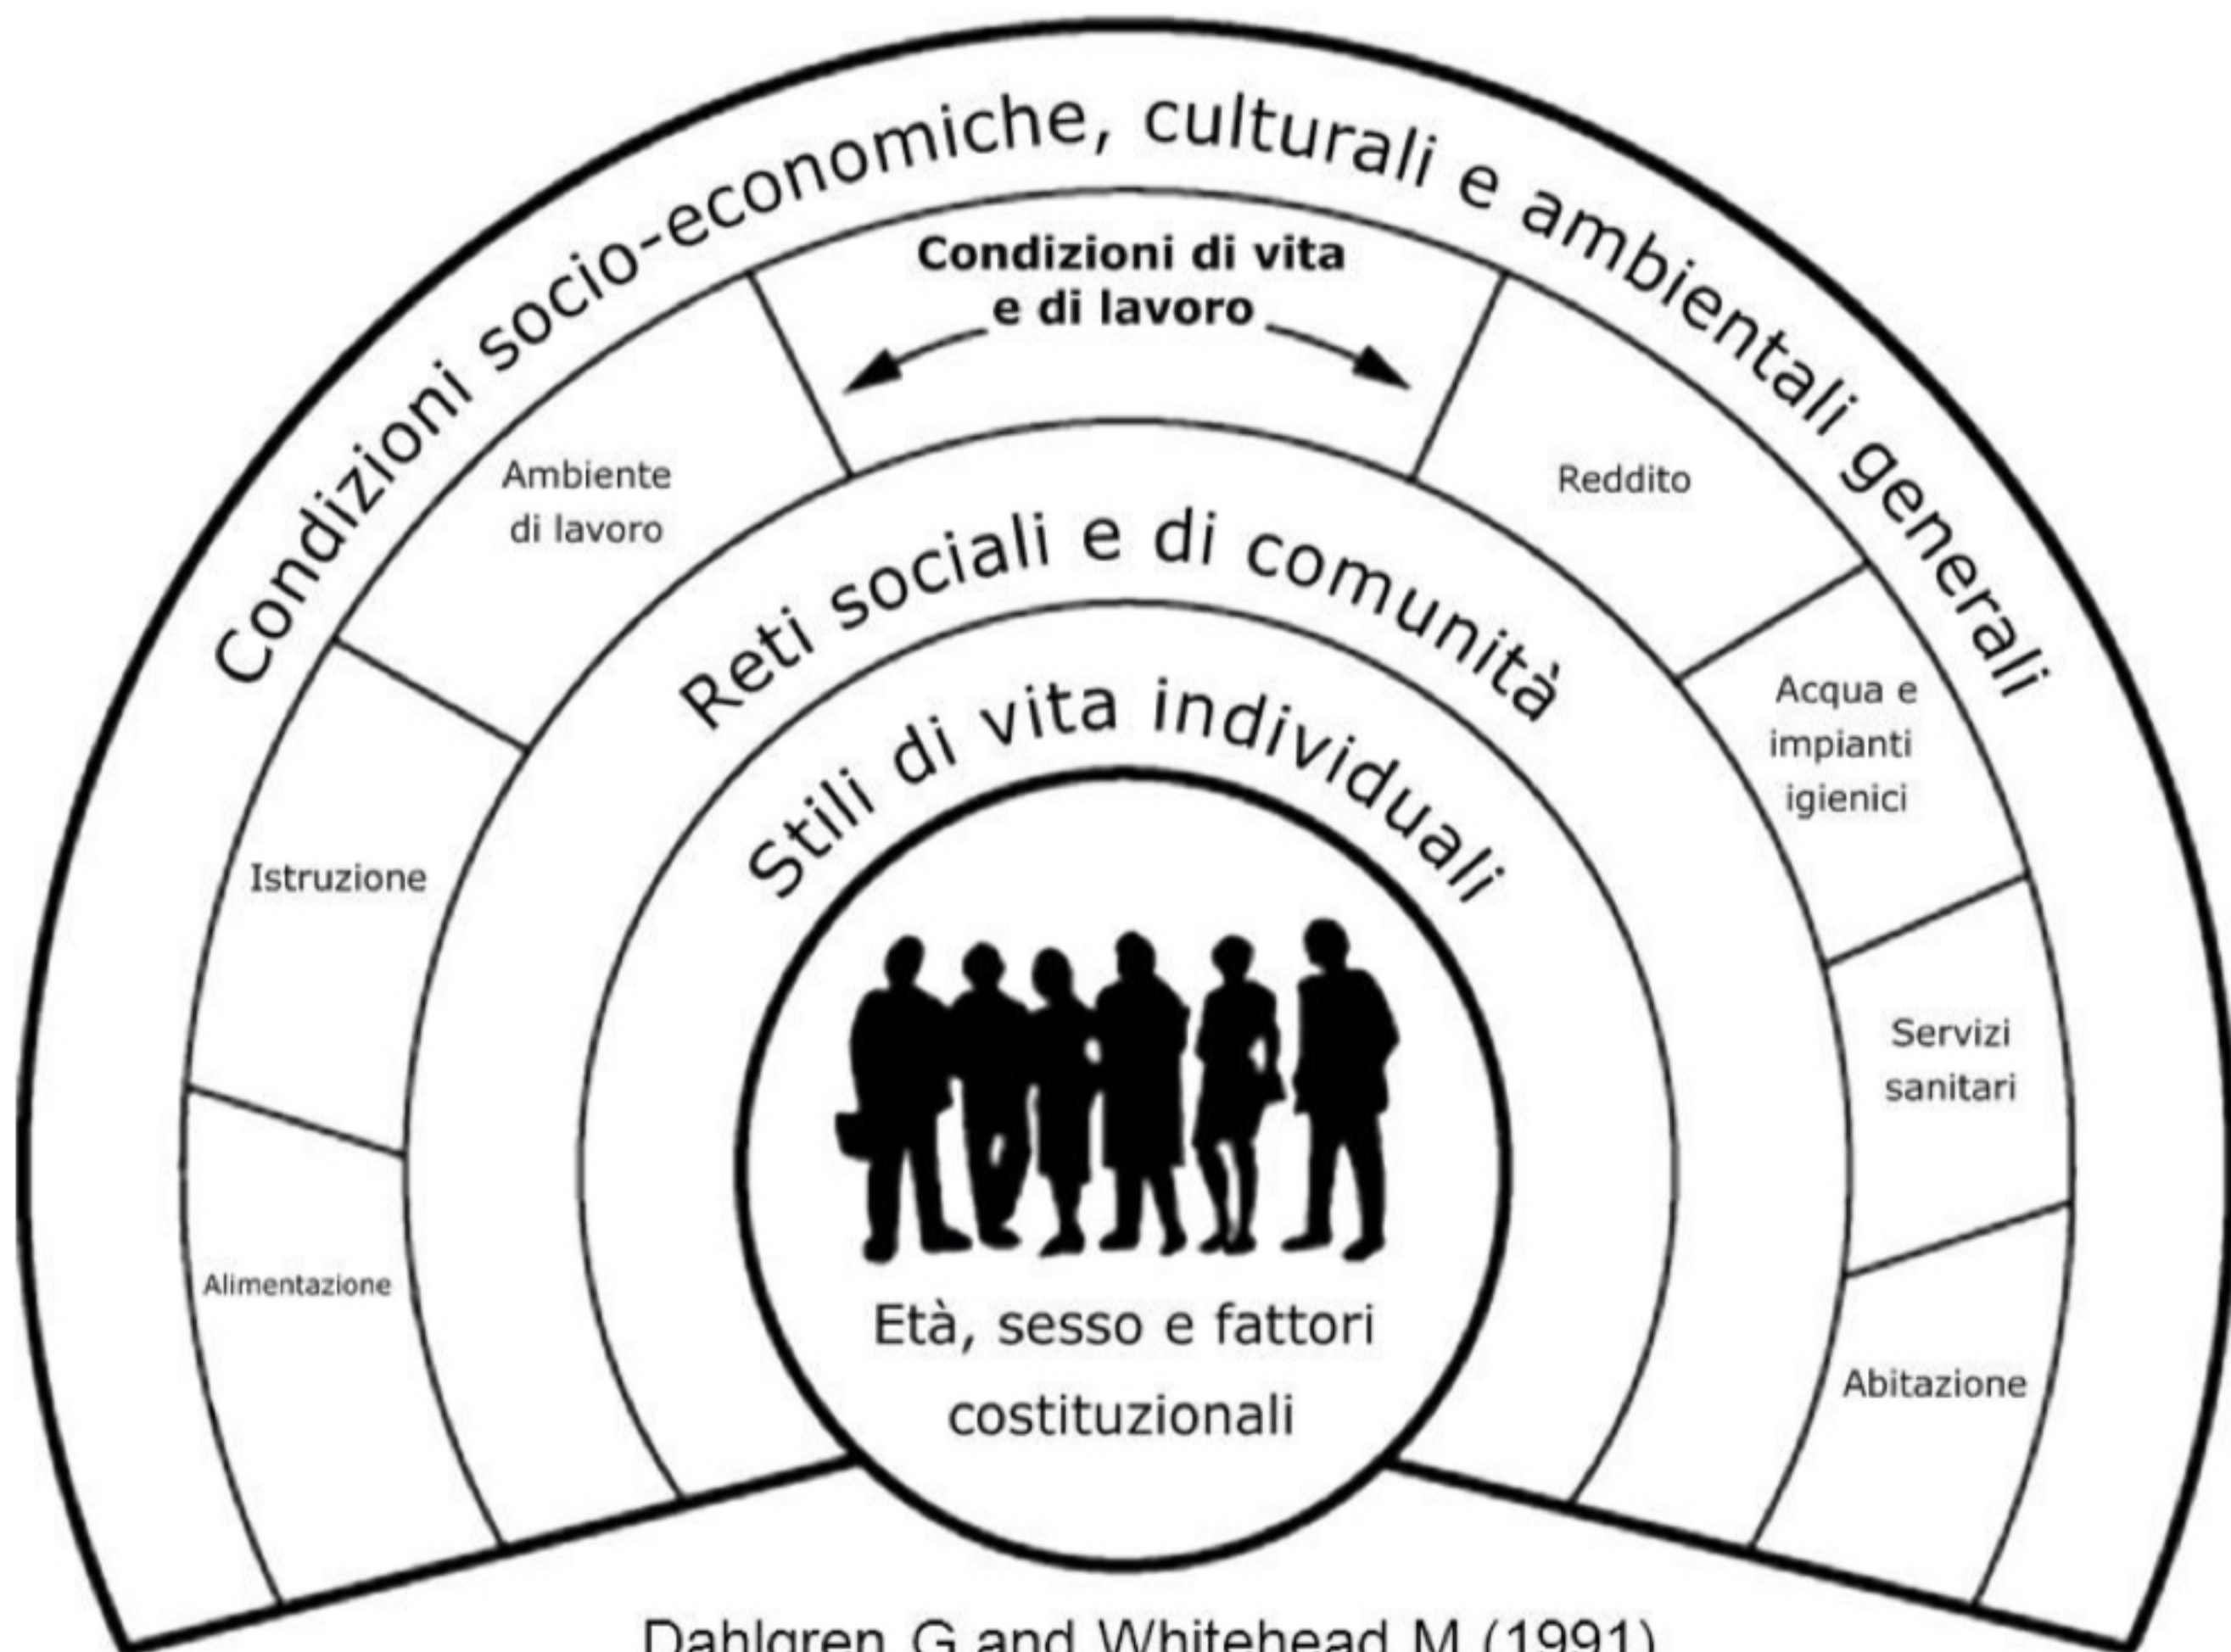 Condizioni socio-economiche, culturali e ambientali generali
Condizioni di vita
e di lavoro
Ambiente
di lavoro
Reddito
Reti sociali e di comunità
Acqua e
impianti
igienici
Stili di vita individuali
Istruzione
Servizi
sanitari
Alimentazione
Età, sesso e fattori
costituzionali
Abitazione
Dahlgren, G and Whitehead M (1991)